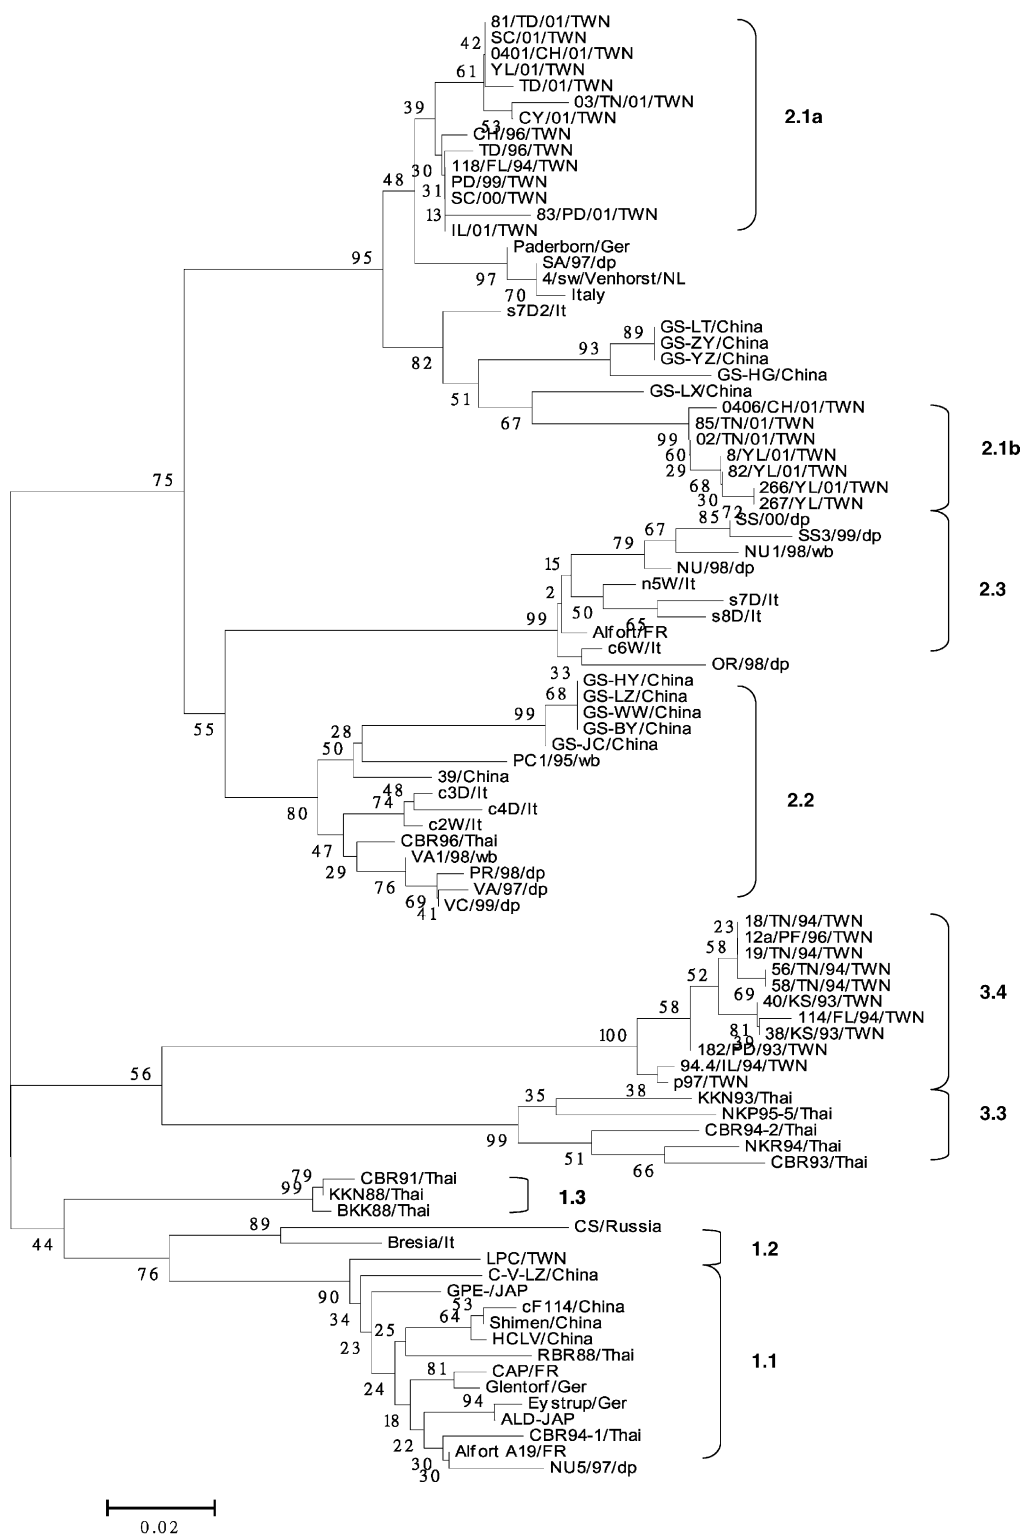 81/TD/01/TWN
SC/01/TWN
42
0401/CH/01/TWN
YL/01/TWN
61
TD/01/TWN
03/TN/01/TWN
39
CY/01/TWN
2.1a
53
CH/96/TWN
TD/96/TWN
118/FL/94/TWN
30
48
PD/99/TWN
31
SC/00/TWN
13
83/PD/01/TWN
IL/01/TWN
Paderborn/Ger
95
SA/97/dp
97
4/sw/Venhorst/NL
70
Italy
s7D2/It
GS-LT/China
89
GS-ZY/China
93
GS-YZ/China
82
GS-HG/China
GS-LX/China
51
0406/CH/01/TWN
67
85/TN/01/TWN
99
02/TN/01/TWN
2.1b
60
8/YL/01/TWN
29
82/YL/01/TWN
75
68
266/YL/01/TWN
30
267/YL/TWN
72
85
SS/00/dp
67
SS3/99/dp
79
NU1/98/wb
15
NU/98/dp
n5W/It
2.3
2
s7D/It
50
s8D/It
99
65
Alfort/FR
c6W/It
OR/98/dp
33
GS-HY/China
68
GS-LZ/China
99
GS-WW/China
55
28
GS-BY/China
50
GS-JC/China
PC1/95/wb
39/China
48
c3D/It
74
c4D/It
2.2
80
c2W/It
CBR96/Thai
47
VA1/98/wb
29
PR/98/dp
76
VA/97/dp
69
VC/99/dp
41
18/TN/94/TWN
23
12a/PF/96/TWN
58
19/TN/94/TWN
52
56/TN/94/TWN
58/TN/94/TWN
3.4
69
40/KS/93/TWN
58
114/FL/94/TWN
81
38/KS/93/TWN
100
39
182/PD/93/TWN
94.4/IL/94/TWN
56
p97/TWN
38
KKN93/Thai
35
NKP95-5/Thai
3.3
CBR94-2/Thai
99
NKR94/Thai
51
66
CBR93/Thai
79
CBR91/Thai
99
KKN88/Thai
1.3
BKK88/Thai
89
CS/Russia
44
Bresia/It
1.2
LPC/TWN
76
C-V-LZ/China
90
GPE-/JAP
53
cF114/China
34
64
Shimen/China
25
HCLV/China
23
RBR88/Thai
1.1
81
CAP/FR
24
Glentorf/Ger
94
Eystrup/Ger
18
ALD-JAP
CBR94-1/Thai
22
Alfort A19/FR
30
NU5/97/dp
30
0.02